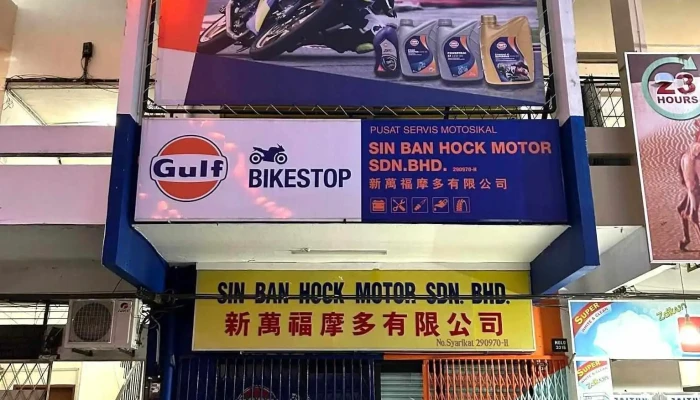 Gulf
BIKESTOP
PUSAT SERVIS MOTOSIKAL
SIN BAN HOCK MOTOR
SDN.BHD. 290970-H
新萬福摩多有限公司
23
HOURS
SIN BAN HOCK MOTOR SDN. BHD.
新萬福摩多有限公司
No. Syarikat 290970-H
SUPER
Zaitun
SUPER